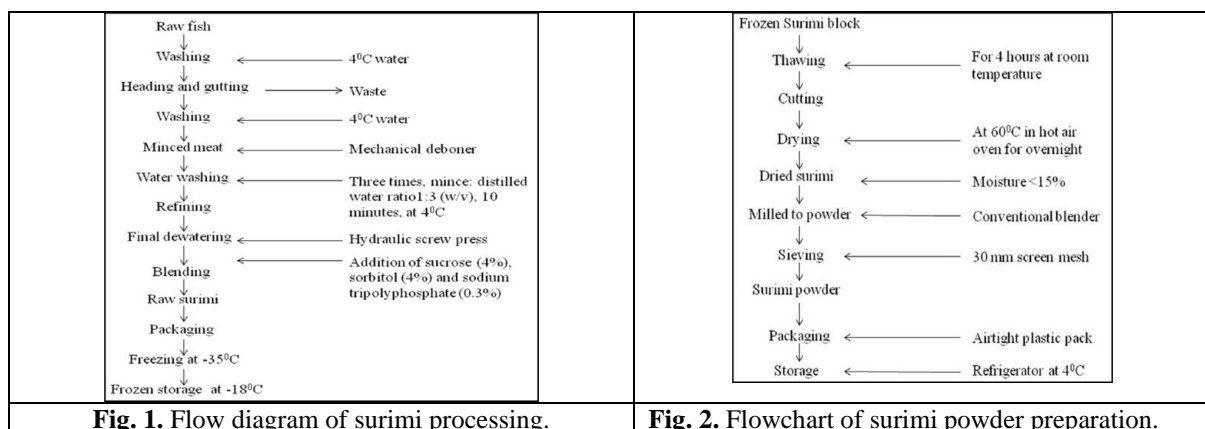 Raw fish
Washing
4⁰C water
Heading and gutting
Waste
Washing
4⁰C water
Minced meat
Mechanical deboner
Water washing
Three times, mince: distilled
water ratio1:3 (w/v), 10
minutes, at 4⁰C
Refining
Final dewatering
Hydraulic screw press
Addition of sucrose (4%),
sorbitol (4%) and sodium
tripolyphosphate (0.3%)
Blending
Raw surimi
Packaging
Freezing at -35⁰C
Frozen storage at -18⁰C
Fig. 1. Flow diagram of surimi processing.
Frozen Surimi block
Thawing
For 4 hours at room
temperature
Cutting
Drying
At 60⁰C in hot air
oven for overnight
Dried surimi
Moisture <15%
Milled to powder
Conventional blender
Sieving
30 mm screen mesh
Surimi powder
Packaging
Airtight plastic pack
Storage
Refrigerator at 4⁰C
Fig. 2. Flowchart of surimi powder preparation.